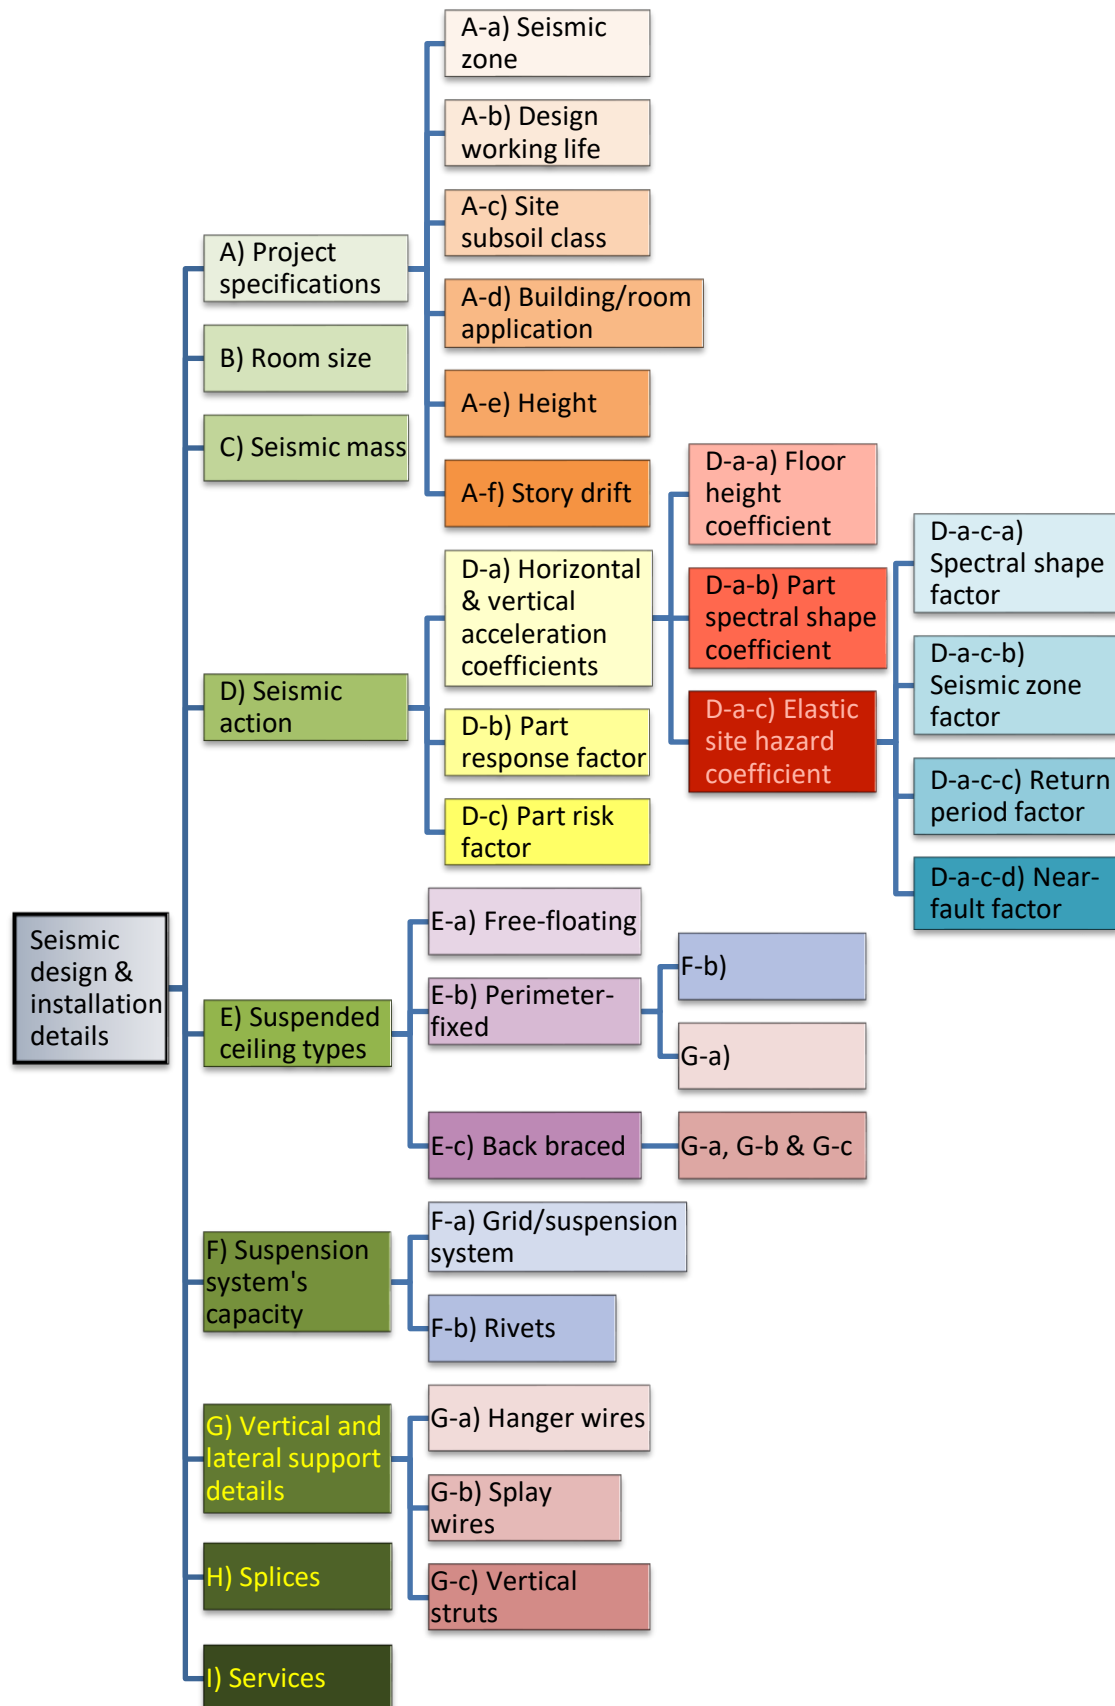 Seismic
design &
installation
details
A) Project
specifications
A-a) Seismic
zone
A-b) Design
working life
A-c) Site
subsoil class
A-d) Building/room
application
A-e) Height
A-f) Story drift
B) Room size
C) Seismic mass
D) Seismic
action
D-a) Horizontal
& vertical
acceleration
coefficients
D-a-a) Floor
height
coefficient
D-a-b) Part
spectral shape
coefficient
D-a-c) Elastic
site hazard
coefficient
D-a-c-a)
Spectral shape
factor
D-a-c-b)
Seismic zone
factor
D-a-c-c) Return
period factor
D-a-c-d) Near-
fault factor
D-b) Part
response factor
D-c) Part risk
factor
E) Suspended
ceiling types
E-a) Free-floating
E-b) Perimeter-
fixed
F-b)
G-a)
E-c) Back braced
G-a, G-b & G-c
F) Suspension
system's
capacity
F-a) Grid/suspension
system
F-b) Rivets
G) Vertical and
lateral support
details
G-a) Hanger wires
G-b) Splay
wires
G-c) Vertical
struts
H) Splices
I) Services